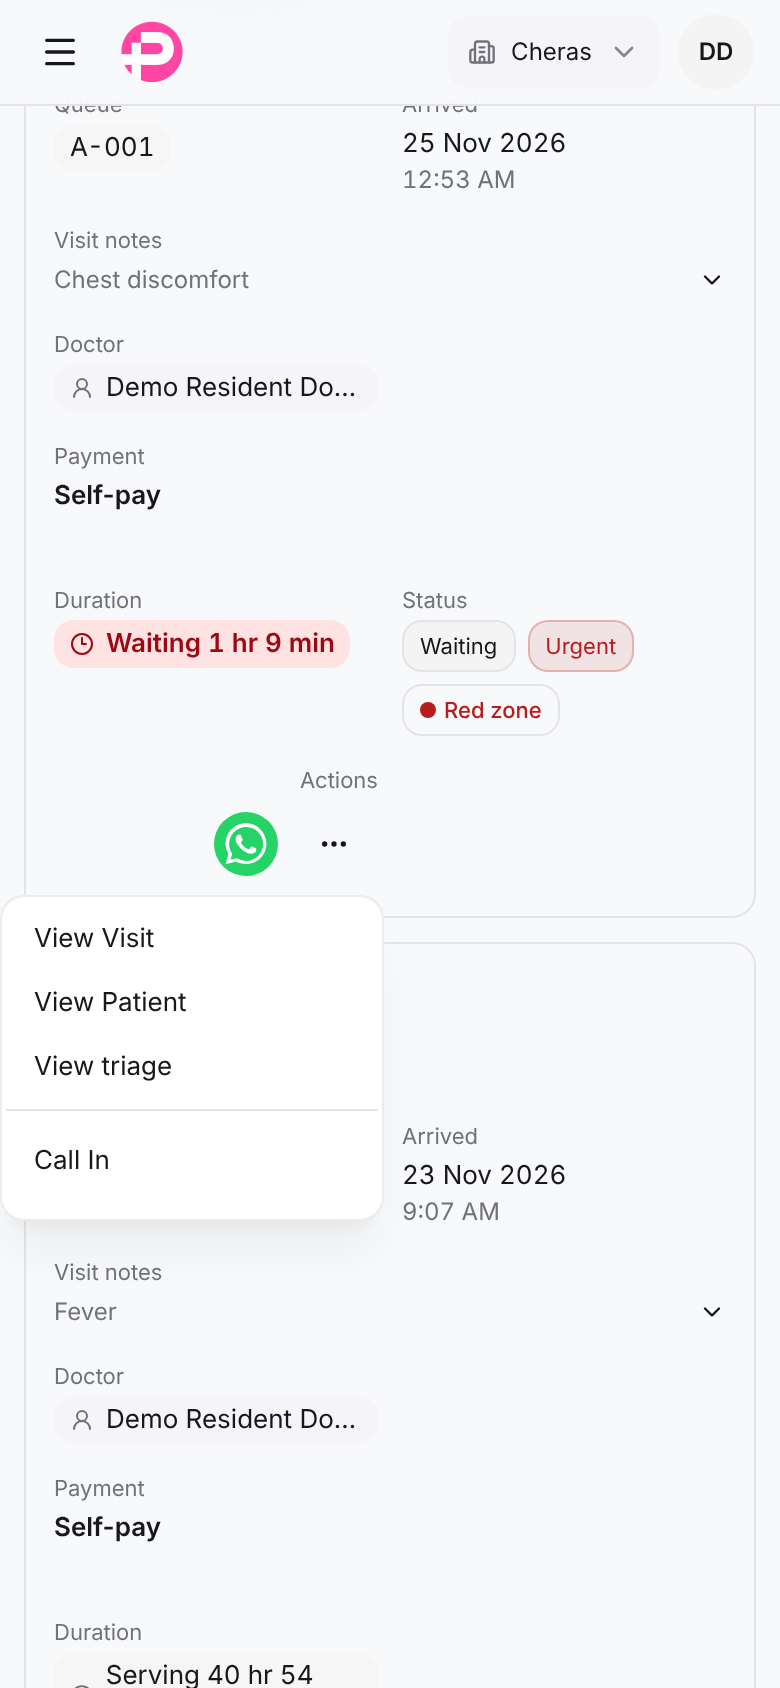 Cheras
DD
Queue
Arrived
A-001
25 Nov 2026
12:53 AM
Visit notes
Chest discomfort
Doctor
Demo Resident Do...
Payment
Self-pay
Duration
Status
Waiting 1 hr 9 min
Waiting
Urgent
Red zone
Actions
View Visit
View Patient
View triage
Call In
Arrived
23 Nov 2026
9:07 AM
Visit notes
Fever
Doctor
Demo Resident Do...
Payment
Self-pay
Duration
Serving 40 hr 54